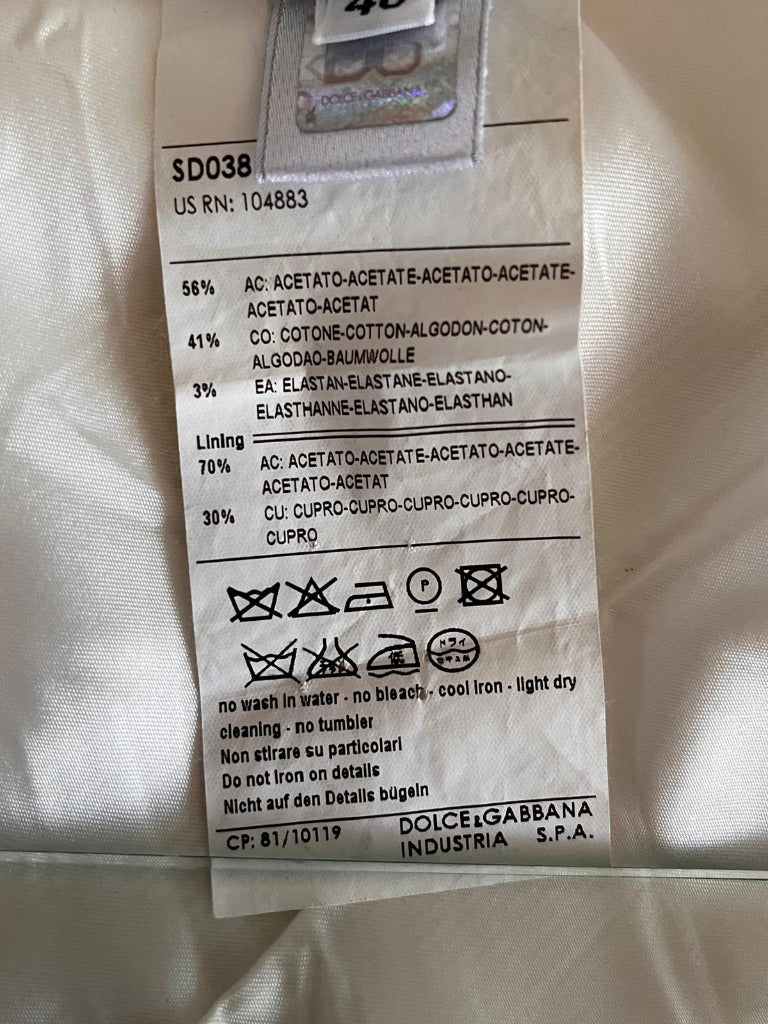 40
DOLCE&GABBANA
SD038
US RN: 104883
56% AC: ACETATO-ACETATE-ACETATO-ACETATE-
ACETATO-ACETAT
41% CO: COTONE-COTTON-ALGODON-COTON-
ALGODAO-BAUMWOLLE
3% EA: ELASTAN-ELASTANE-ELASTANO-
ELASTHANNE-ELASTANO-ELASTHAN
Lining
70% AC: ACETATO-ACETATE-ACETATO-ACETATE-
ACETATO-ACETAT
30% CU: CUPRO-CUPRO-CUPRO-CUPRO-CUPRO-
CUPRO
P
低 ドライ
no wash in water - no bleach - cool iron - light dry
cleaning - no tumbler
Non stirare su particolari
Do not iron on details
Nicht auf den Details bügeln
CP: 81/10119 DOLCE&GABBANA
INDUSTRIA S.P.A.